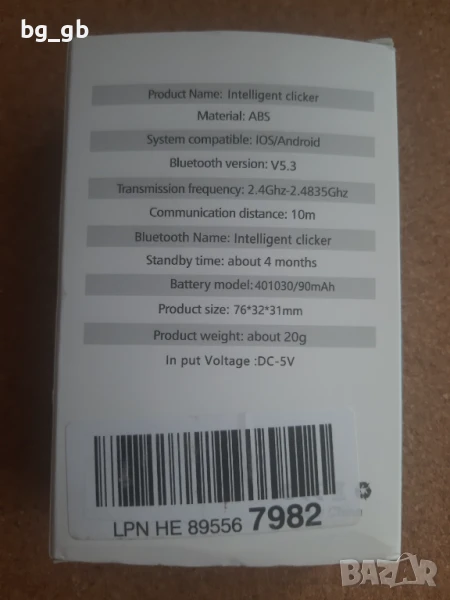 bg_gb
Product Name: Intelligent clicker
Material: ABS
System compatible: IOS/Android
Bluetooth version: V5.3
Transmission frequency: 2.4Ghz-2.4835Ghz
Communication distance: 10m
Bluetooth Name: Intelligent clicker
Standby time: about 4 months
Battery model:401030/90mAh
Product size: 76*32*31mm
Product weight: about 20g
In put Voltage :DC-5V
LPN HE 89556 7982
BAZAR